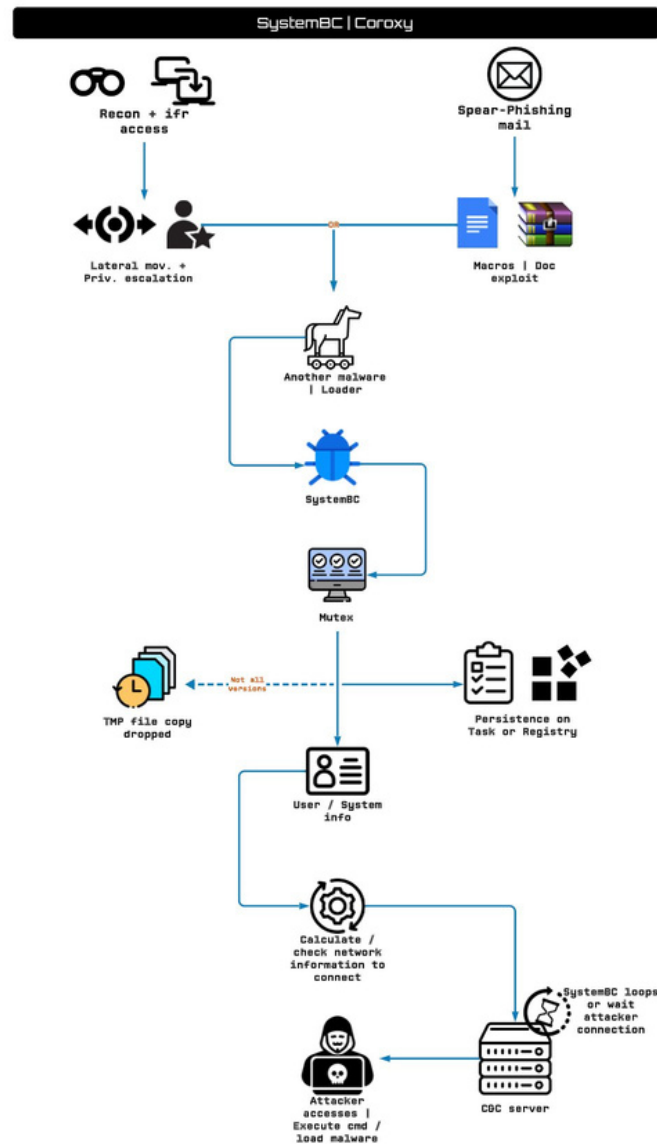 SystemBC | Coroxy
Recon + ifr
access
Spear-Phishing
mail
OR
Lateral mov. +
Priv. escalation
Macros | Doc
exploit
Another malware
| Loader
SystemBC
Mutex
Not all
versions
TMP file copy
dropped
Persistence on
Task or Registry
User / System
info
Calculate /
check network
information to
connect
SystemBC loops
or wait
attacker
connection
Attacker
accesses |
Execute cmd /
load malware
C&C server